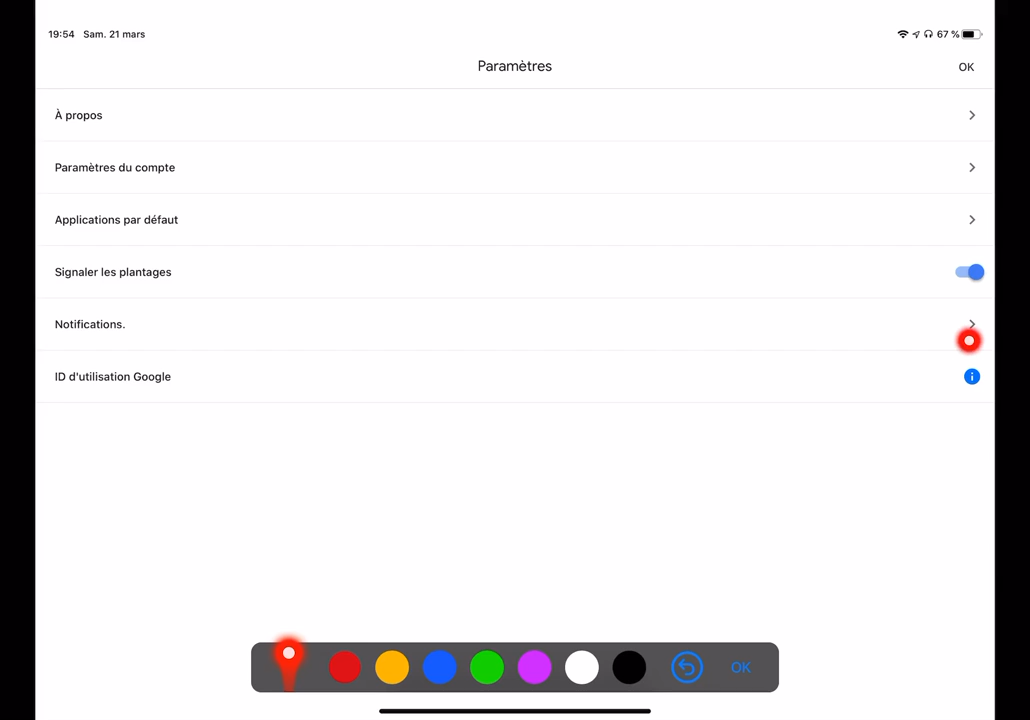 19:54 Sam. 21 mars 67 %
Paramètres OK
À propos
Paramètres du compte
Applications par défaut
Signaler les plantages
Notifications.
ID d'utilisation Google
OK